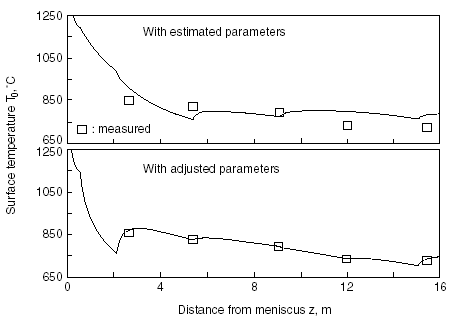 1250
With estimated parameters
1050
850
: measured
650
Surface temperature T0,°C
1250
With adjusted parameters
1050
850
650
0 4 8 12 16
Distance from meniscus z, m